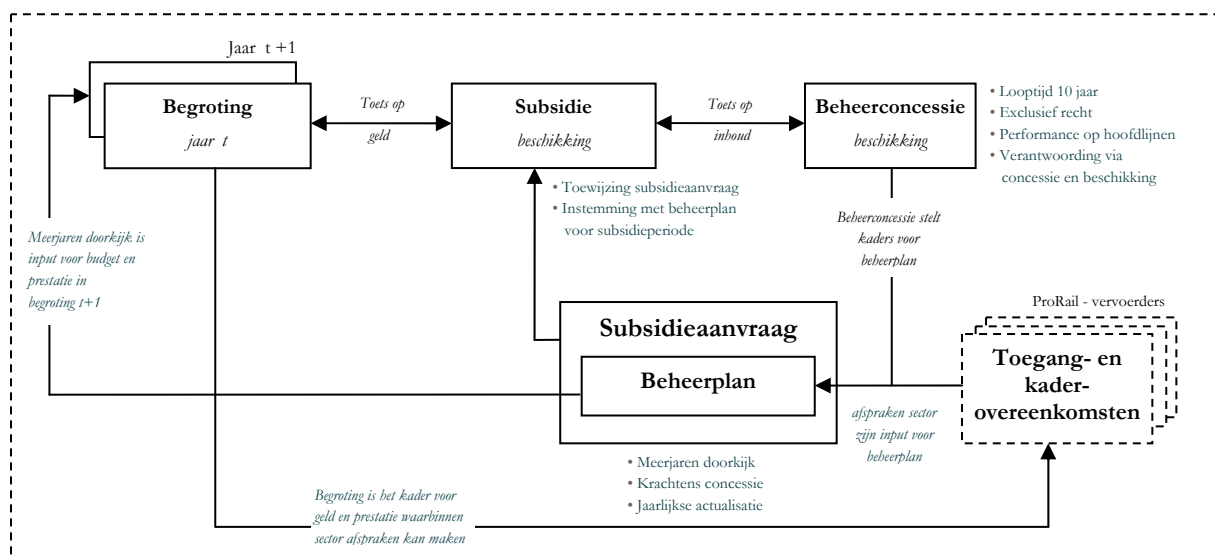 Jaar t +1
Begroting
jaar t
Toets op
geld
Subsidie
beschikking
Toets op
inhoud
Beheerconcessie
beschikking
• Looptijd 10 jaar
• Exclusief recht
• Performance op hoofdlijnen
• Verantwoording via
concessie en beschikking
• Toewijzing subsidieaanvraag
• Instemming met beheerplan
voor subsidieperiode
Beheerconcessie stelt
kaders voor
beheerplan
Meerjaren doorkijk is
input voor budget en
prestatie in
begroting t+1
Subsidieaanvraag
Beheerplan
ProRail - vervoerders
Toegang- en
kader-
overeenkomsten
afspraken sector
zijn input voor
beheerplan
• Meerjaren doorkijk
• Krachtens concessie
• Jaarlijkse actualisatie
Begroting is het kader voor
geld en prestatie waarbinnen
sector afspraken kan maken